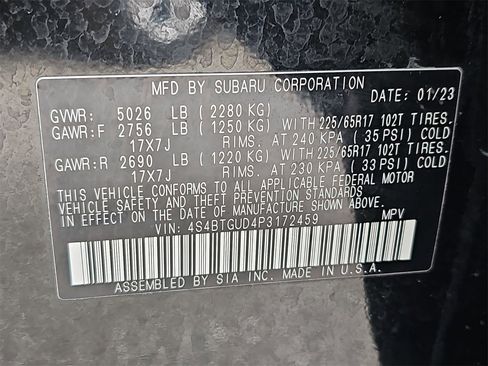 MFD BY SUBARU CORPORATION
DATE: 01/23
GVWR: 5026 LB ( 2280 KG)
GAWR:F 2756 LB ( 1250 KG) WITH 225/65R17 102T TIRES.
17X7J RIMS. AT 240 KPA ( 35 PSI) COLD
GAWR:R 2690 LB ( 1220 KG) WITH 225/65R17 102T TIRES.
17X7J RIMS. AT 230 KPA ( 33 PSI) COLD
THIS VEHICLE CONFORMS TO ALL APPLICABLE FEDERAL MOTOR
VEHICLE SAFETY AND THEFT PREVENTION STANDARDS
IN EFFECT ON THE DATE OF MANUFACTURE SHOWN ABOVE.
VIN: 4S4BTGUD4P3172459 MPV
ASSEMBLED BY SIA INC. MADE IN U.S.A.